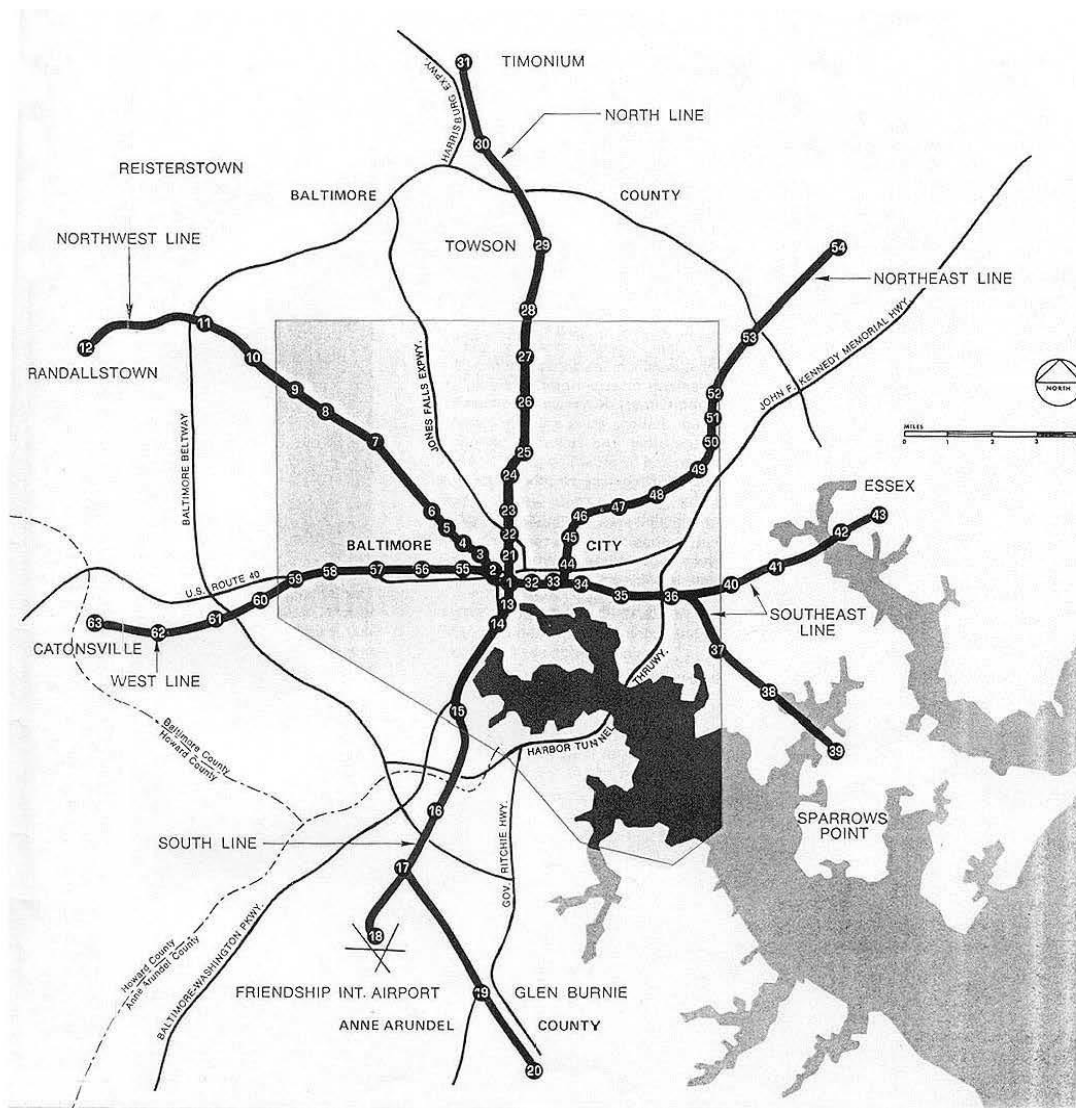 31
TIMONIUM
HARRISBURG EXPWY.
NORTH LINE
30
REISTERSTOWN
BALTIMORE
COUNTY
NORTHWEST LINE
TOWSON
29
54
NORTHEAST LINE
28
11
53
12
10
27
RANDALLSTOWN
JONES FALLS EXPWY.
JOHN F. KENNEDY MEMORIAL HWY.
NORTH
9
52
8
26
51
MILES
0
1
2
3
7
50
25
BALTIMORE BELTWAY
24
49
ESSEX
48
6
23
47
43
46
5
22
45
42
4
BALTIMORE
CITY
3
21
44
41
U.S. ROUTE 40
59
58
57
56
55
2
1
32
33
34
35
36
40
60
13
SOUTHEAST
LINE
63
62
61
14
CATONSVILLE
37
WEST LINE
THRUWY.
38
15
Baltimore County
Howard County
HARBOR TUNNEL
39
16
SPARROWS
POINT
SOUTH LINE
GOV. RITCHIE HWY.
17
18
Howard County
Anne Arundel County
BALTIMORE-WASHINGTON PKWY.
FRIENDSHIP INT. AIRPORT
19
GLEN BURNIE
ANNE ARUNDEL
COUNTY
20